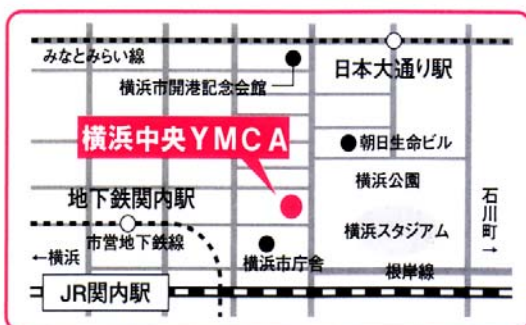 みなとみらい線
日本大通り駅
横浜市開港記念会館
横浜中央YMCA
朝日生命ビル
横浜公園
地下鉄関内駅
石川町→
市営地下鉄線
横浜スタジアム
←横浜
横浜市庁舎
根岸線
JR関内駅